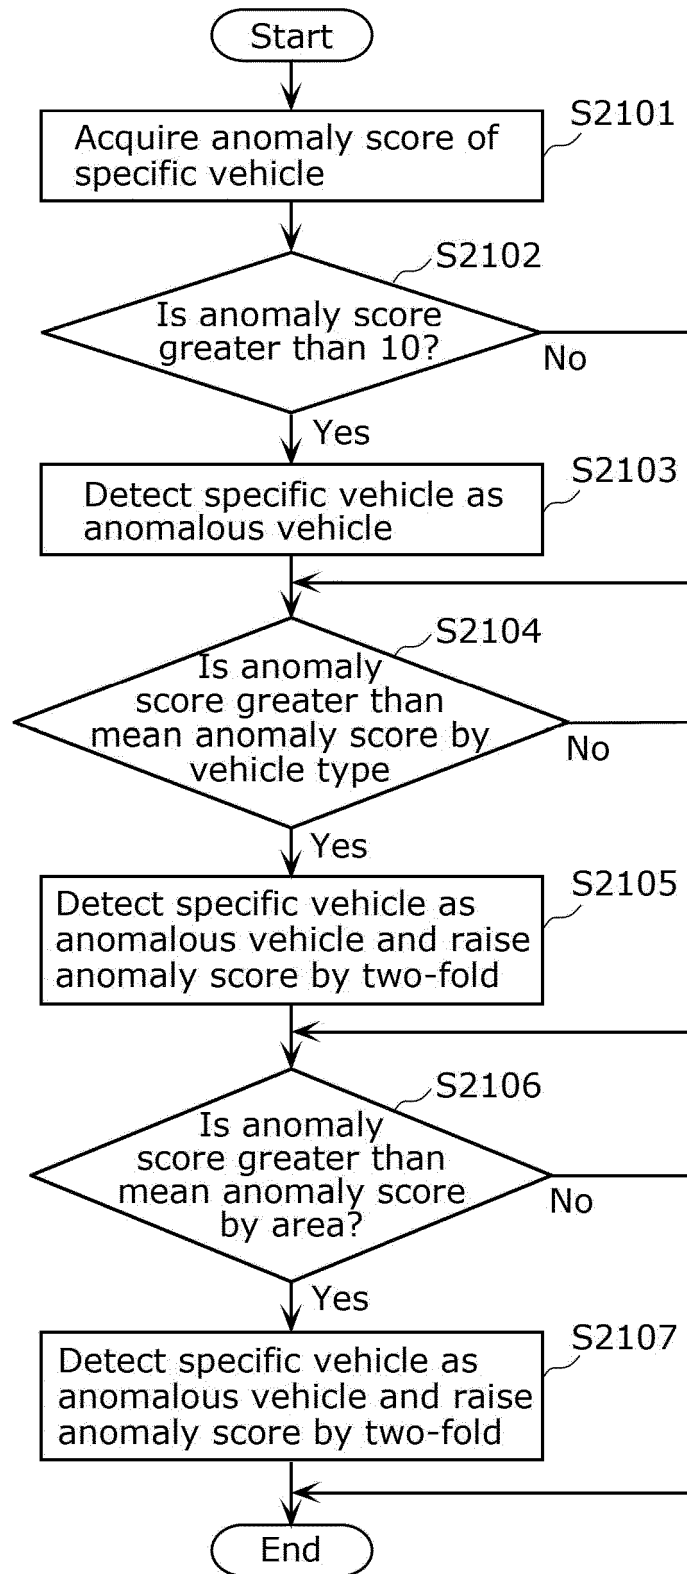 Start
S2101
Acquire anomaly score of
specific vehicle
S2102
Is anomaly score
greater than 10?
No
Yes
S2103
Detect specific vehicle as
anomalous vehicle
S2104
Is anomaly
score greater than
mean anomaly score by
vehicle type
No
Yes
S2105
Detect specific vehicle as
anomalous vehicle and raise
anomaly score by two-fold
S2106
Is anomaly
score greater than
mean anomaly score
by area?
No
Yes
S2107
Detect specific vehicle as
anomalous vehicle and raise
anomaly score by two-fold
End